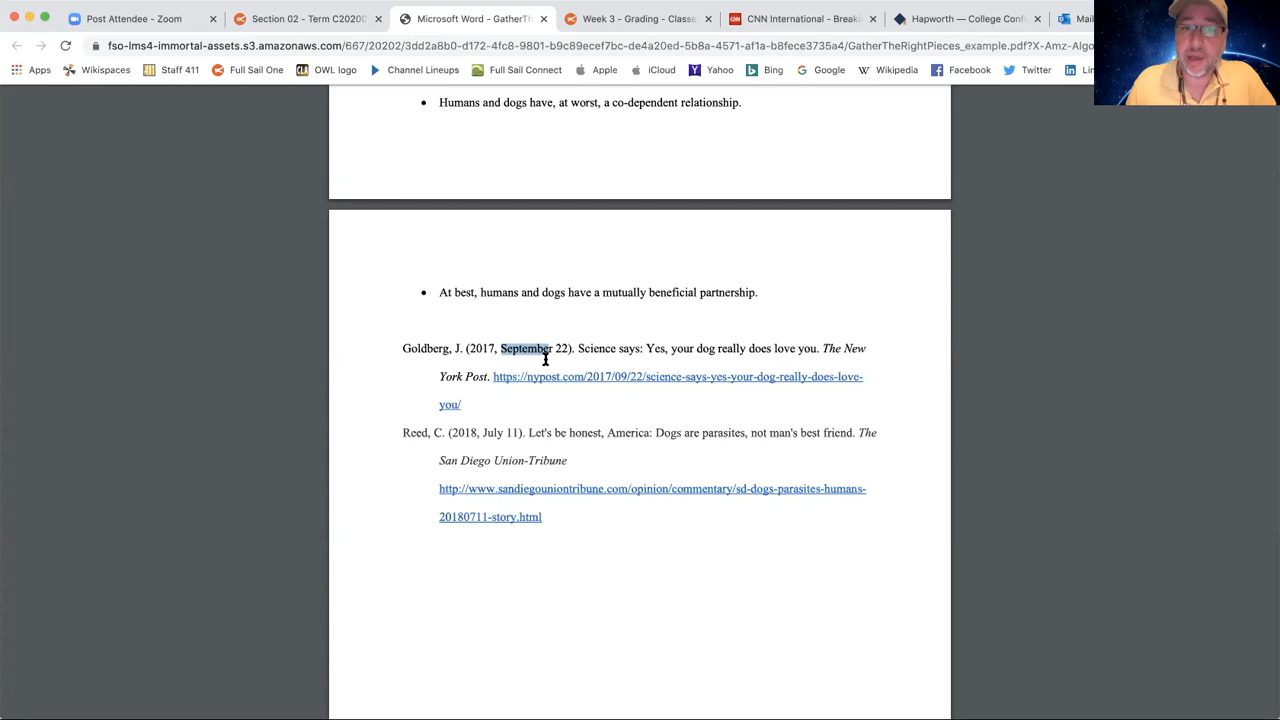 Post Attendee - Zoom
Section 02 - Term C20200
Microsoft Word - GatherTh
Week 3 - Grading - Classe
CNN International - Breaki
Hapworth — College Confi
Mail
fso-lms4-immortal-assets.s3.amazonaws.com/667/20202/3dd2a8b0-d172-4fc8-9801-b9c89ecef7bc-de4a20ed-5b8a-4571-af1a-b8fece3735a4/GatherTheRightPieces_example.pdf?X-Amz-Algo
Apps Wikispaces Staff 411 Full Sail One OWL logo Channel Lineups Full Sail Connect Apple iCloud Yahoo Bing Google Wikipedia Facebook Twitter Lin
• Humans and dogs have, at worst, a co-dependent relationship.
• At best, humans and dogs have a mutually beneficial partnership.
Goldberg, J. (2017, September 22). Science says: Yes, your dog really does love you. The New
York Post. https://nypost.com/2017/09/22/science-says-yes-your-dog-really-does-love-
you/
Reed, C. (2018, July 11). Let's be honest, America: Dogs are parasites, not man's best friend. The
San Diego Union-Tribune
http://www.sandiegouniontribune.com/opinion/commentary/sd-dogs-parasites-humans-
20180711-story.html